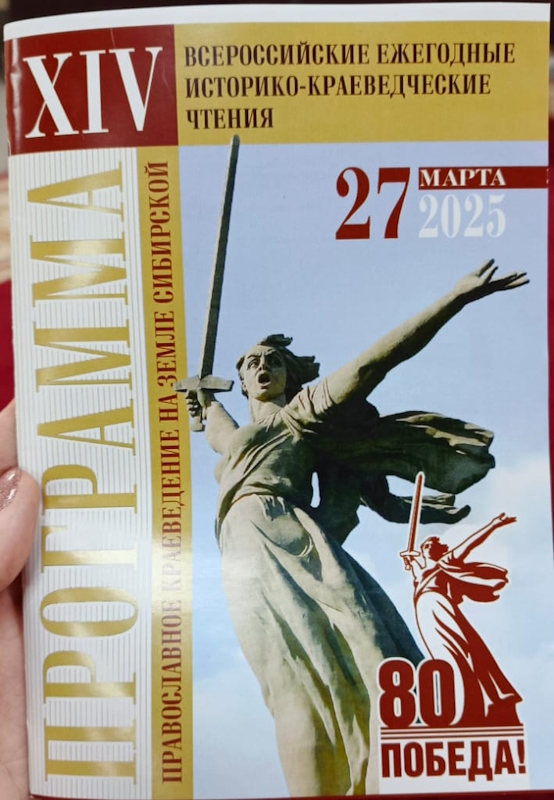 XIV
ВСЕРОССИЙСКИЕ ЕЖЕГОДНЫЕ
ИСТОРИКО-КРАЕВЕДЧЕСКИЕ
ЧТЕНИЯ
27 МАРТА
2025
ПРОГРАММА
ПРАВОСЛАВНОЕ КРАЕВЕДЕНИЕ НА ЗЕМЛЕ СИБИРСКОЙ
80
ПОБЕДА!